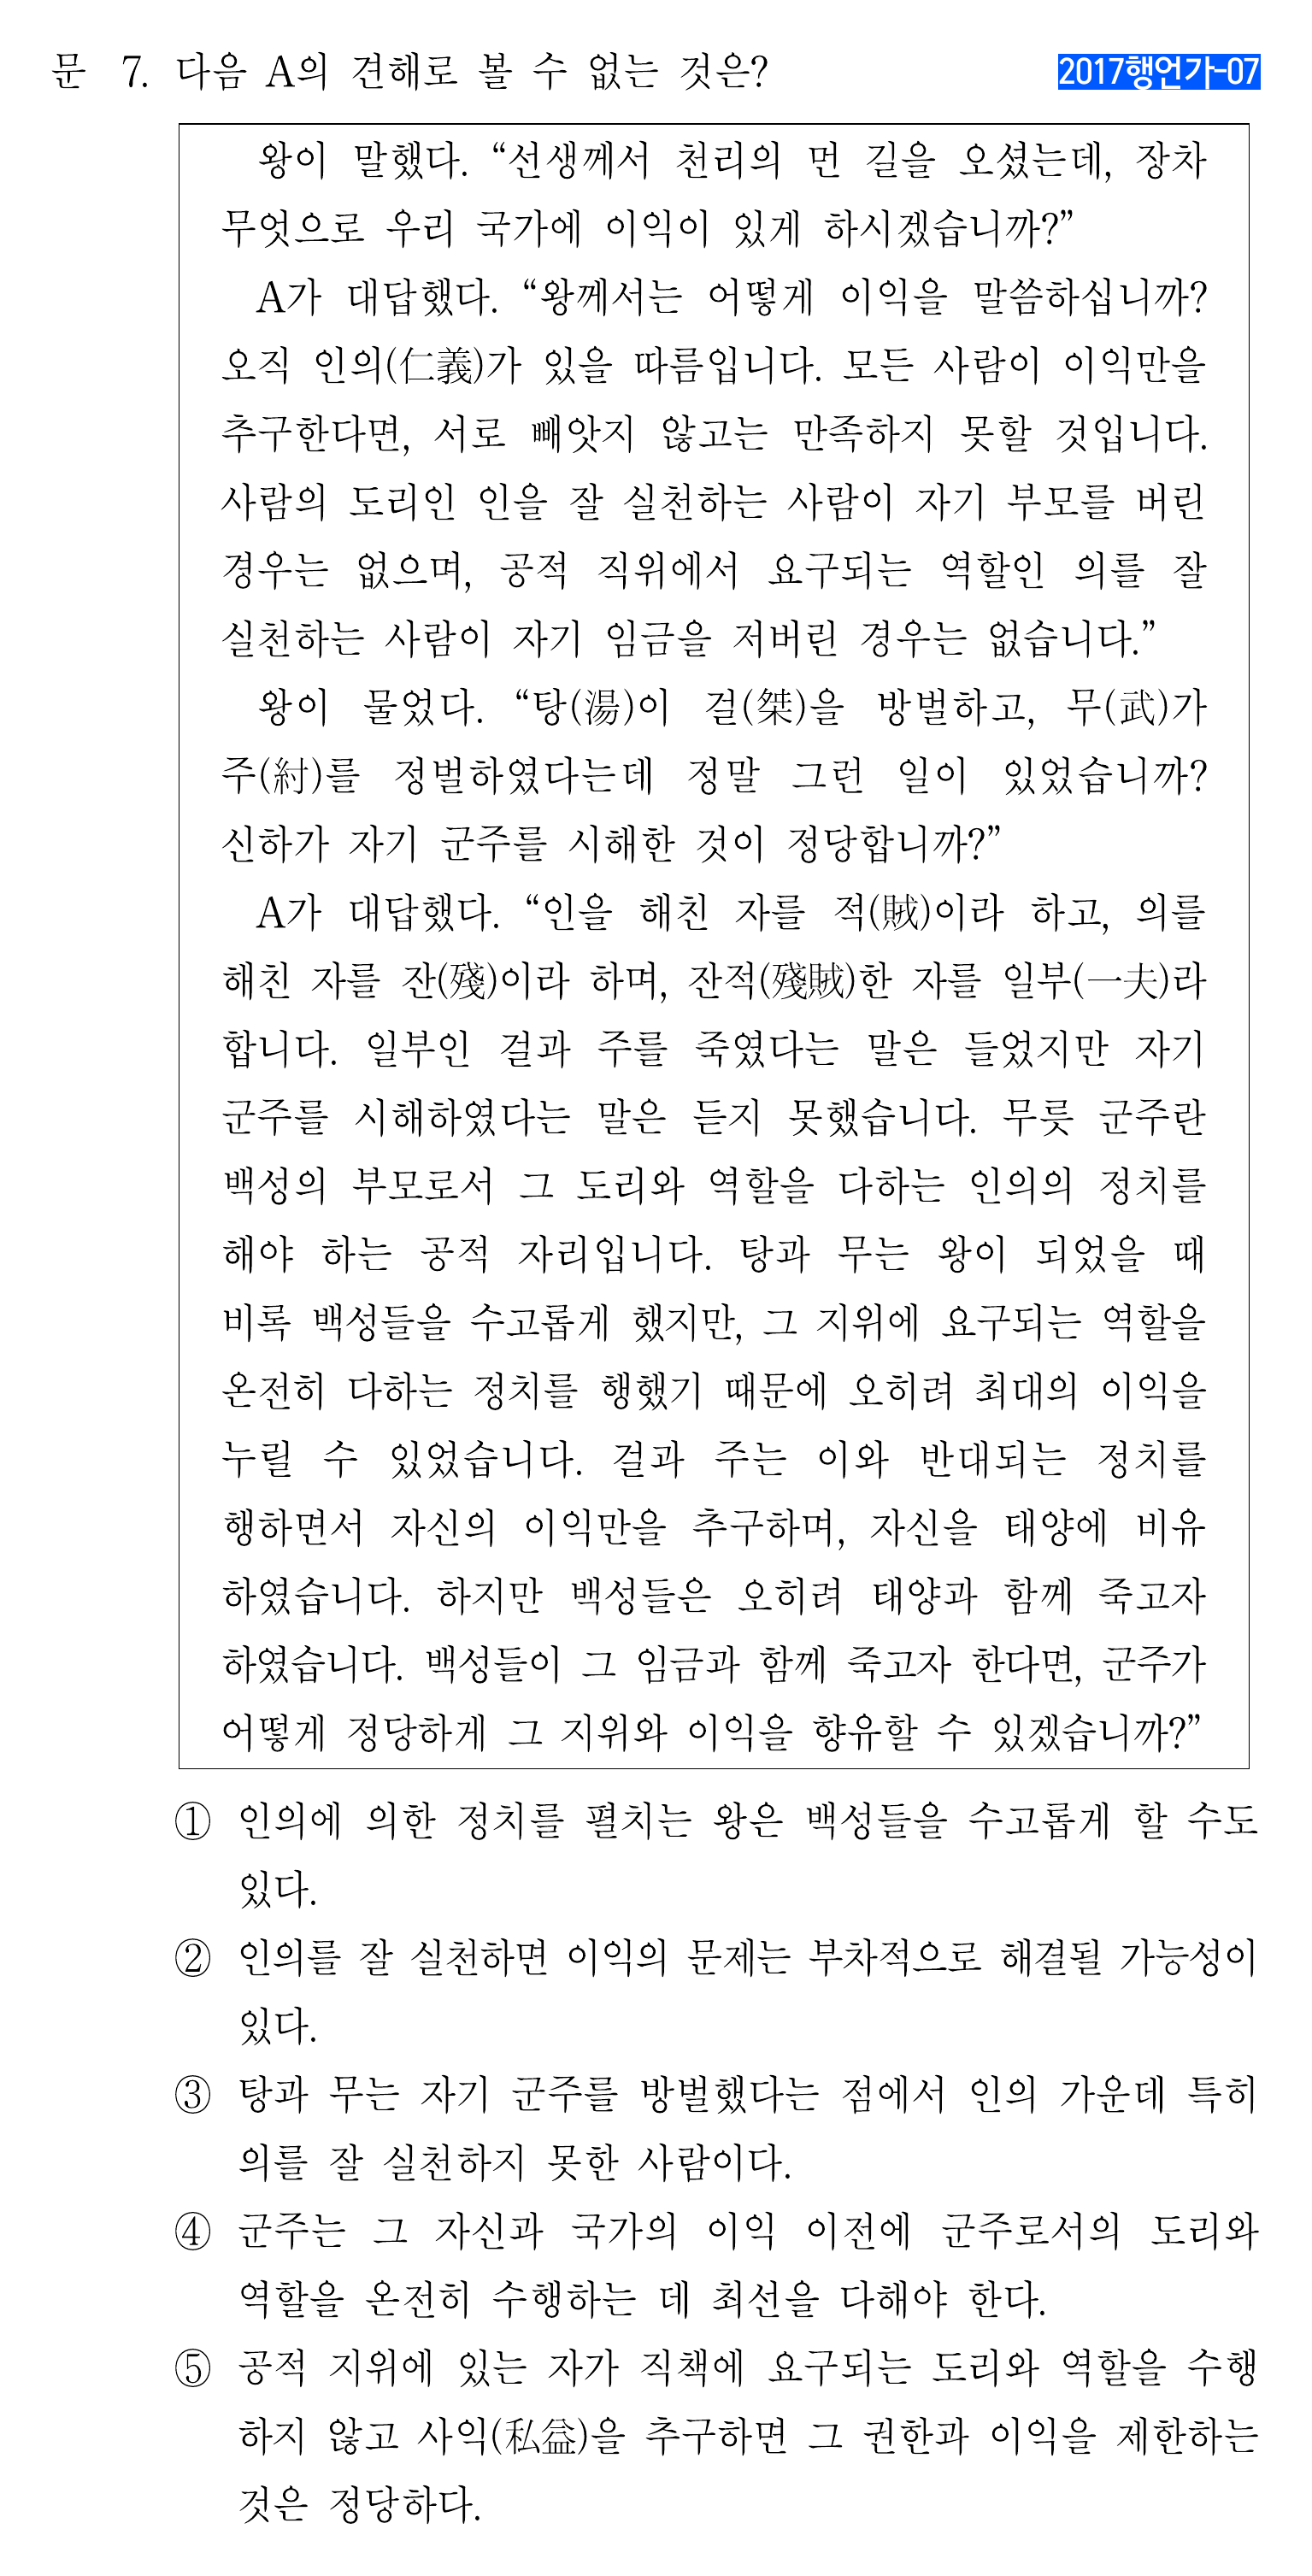 문 7. 다음 A의 견해로 볼 수 없는 것은?
2017행언가-07
왕이 말했다. “선생께서 천리의 먼 길을 오셨는데, 장차
무엇으로 우리 국가에 이익이 있게 하시겠습니까?”
A가 대답했다. “왕께서는 어떻게 이익을 말씀하십니까?
오직 인의(仁義)가 있을 따름입니다. 모든 사람이 이익만을
추구한다면, 서로 빼앗지 않고는 만족하지 못할 것입니다.
사람의 도리인 인을 잘 실천하는 사람이 자기 부모를 버린
경우는 없으며, 공적 직위에서 요구되는 역할인 의를 잘
실천하는 사람이 자기 임금을 저버린 경우는 없습니다.”
왕이 물었다. “탕(湯)이 걸(桀)을 방벌하고, 무(武)가
주(紂)를 정벌하였다는데 정말 그런 일이 있었습니까?
신하가 자기 군주를 시해한 것이 정당합니까?”
A가 대답했다. “인을 해친 자를 적(賊)이라 하고, 의를
해친 자를 잔(殘)이라 하며, 잔적(殘賊)한 자를 일부(一夫)라
합니다. 일부인 걸과 주를 죽였다는 말은 들었지만 자기
군주를 시해하였다는 말은 듣지 못했습니다. 무릇 군주란
백성의 부모로서 그 도리와 역할을 다하는 인의의 정치를
해야 하는 공적 자리입니다. 탕과 무는 왕이 되었을 때
비록 백성들을 수고롭게 했지만, 그 지위에 요구되는 역할을
온전히 다하는 정치를 행했기 때문에 오히려 최대의 이익을
누릴 수 있었습니다. 걸과 주는 이와 반대되는 정치를
행하면서 자신의 이익만을 추구하며, 자신을 태양에 비유
하였습니다. 하지만 백성들은 오히려 태양과 함께 죽고자
하였습니다. 백성들이 그 임금과 함께 죽고자 한다면, 군주가
어떻게 정당하게 그 지위와 이익을 향유할 수 있겠습니까?”
① 인의에 의한 정치를 펼치는 왕은 백성들을 수고롭게 할 수도
있다.
② 인의를 잘 실천하면 이익의 문제는 부차적으로 해결될 가능성이
있다.
③ 탕과 무는 자기 군주를 방벌했다는 점에서 인의 가운데 특히
의를 잘 실천하지 못한 사람이다.
④ 군주는 그 자신과 국가의 이익 이전에 군주로서의 도리와
역할을 온전히 수행하는 데 최선을 다해야 한다.
⑤ 공적 지위에 있는 자가 직책에 요구되는 도리와 역할을 수행
하지 않고 사익(私益)을 추구하면 그 권한과 이익을 제한하는
것은 정당하다.